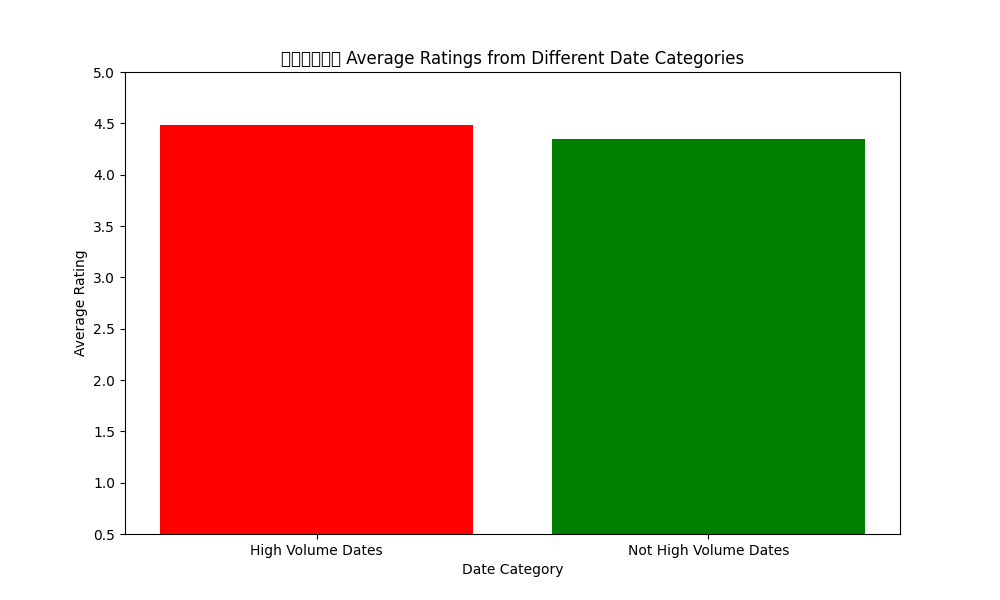 Average Ratings from Different Date Categories
5.0
4.5
4.0
3.5
3.0
2.5
2.0
1.5
1.0
0.5
Average Rating
High Volume Dates Not High Volume Dates
Date Category